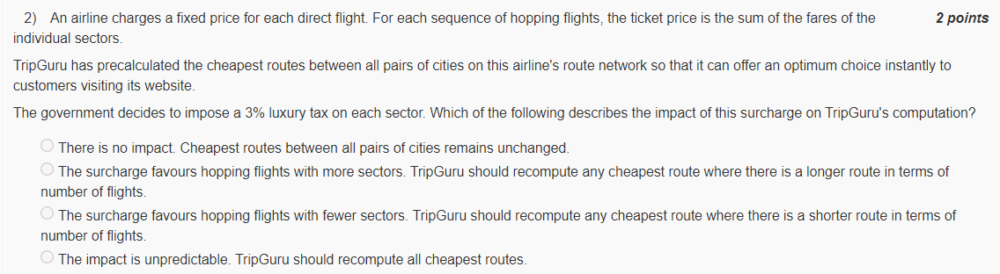 2) An airline charges a fixed price for each direct flight. For each sequence of hopping flights, the ticket price is the sum of the fares of the 2 points
individual sectors.
TripGuru has precalculated the cheapest routes between all pairs of cities on this airline's route network so that it can offer an optimum choice instantly to
customers visiting its website.
The government decides to impose a 3% luxury tax on each sector. Which of the following describes the impact of this surcharge on TripGuru's computation?
There is no impact. Cheapest routes between all pairs of cities remains unchanged.
The surcharge favours hopping flights with more sectors. TripGuru should recompute any cheapest route where there is a longer route in terms of
number of flights.
The surcharge favours hopping flights with fewer sectors. TripGuru should recompute any cheapest route where there is a shorter route in terms of
number of flights.
The impact is unpredictable. TripGuru should recompute all cheapest routes.